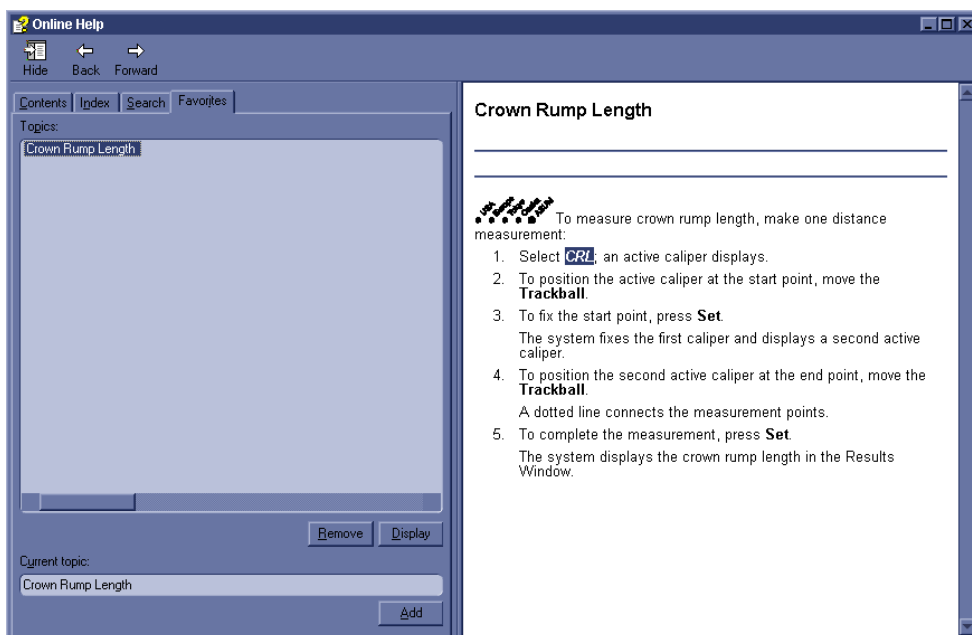 Online Help
Hide Back Forward
Contents Index Search Favorites
Topics:
Crown Rump Length
Remove Display
Current topic:
Crown Rump Length
Add
Crown Rump Length
USA Europe Tokyo Osaka ASUM To measure crown rump length, make one distance
measurement:
1. Select CRL; an active caliper displays.
2. To position the active caliper at the start point, move the
Trackball.
3. To fix the start point, press Set.
The system fixes the first caliper and displays a second active
caliper.
4. To position the second active caliper at the end point, move the
Trackball.
A dotted line connects the measurement points.
5. To complete the measurement, press Set.
The system displays the crown rump length in the Results
Window.